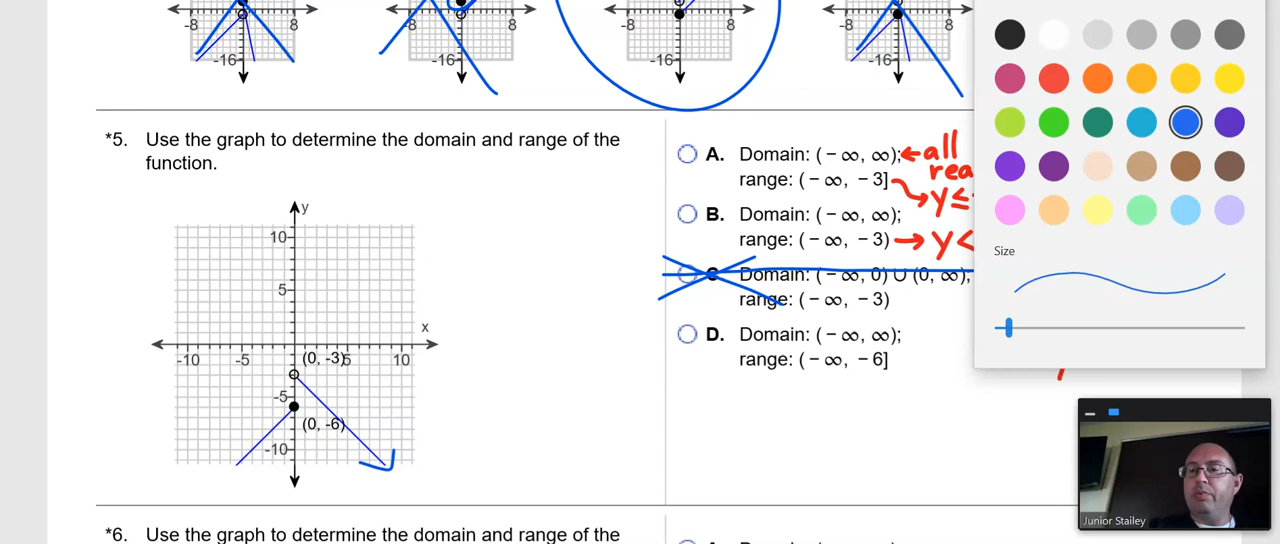 -8 8 -8 8 -8 8 -8 8
-16 -16 -16
*5. Use the graph to determine the domain and range of the
function.
y
10
5
x
-10 -5 (0, -3) 5 10
-5
(0, -6)
-10
A. Domain: (- ∞, ∞); ←all
range: (- ∞, - 3] →y≤
B. Domain: (- ∞, ∞);
range: (- ∞, - 3) →y<
C. Domain: (- ∞, 0) ∪ (0, ∞);
range: (- ∞, - 3)
D. Domain: (- ∞, ∞);
range: (- ∞, - 6]
Size
Junior Stailey
*6. Use the graph to determine the domain and range of the